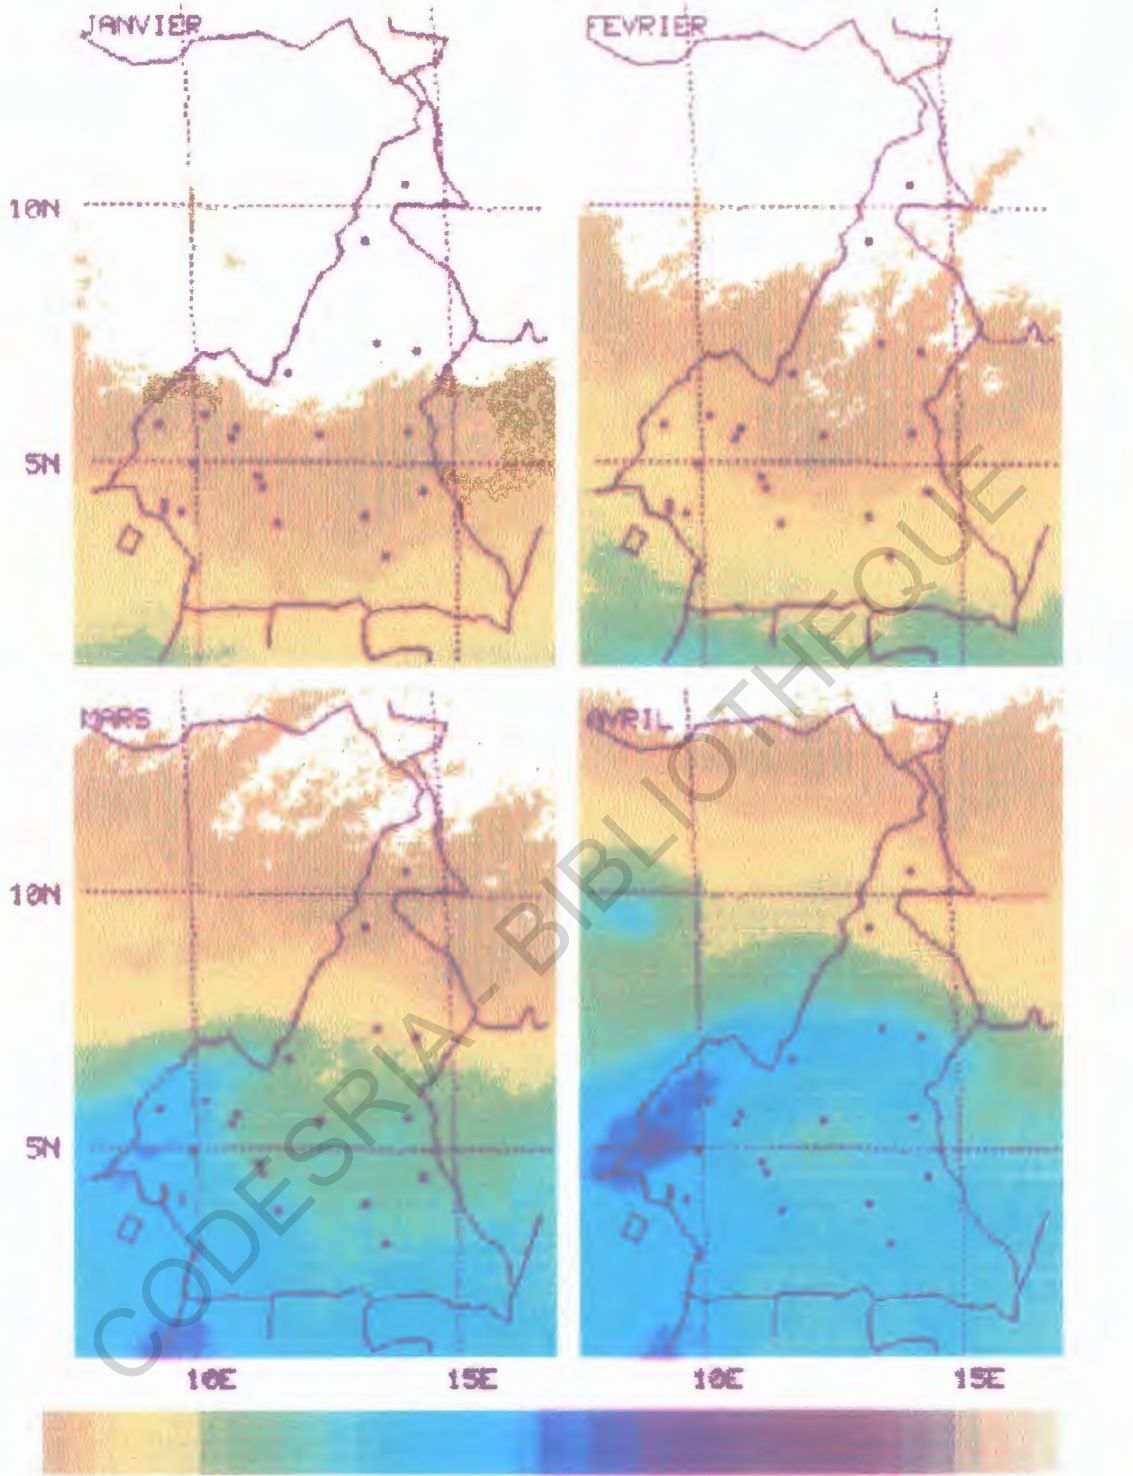 JANVIER
FEVRIER
10N
5N
MARS
AVRIL
10N
5N
10E
15E
10E
15E
CODESRIA - BIBLIOTHEQUE